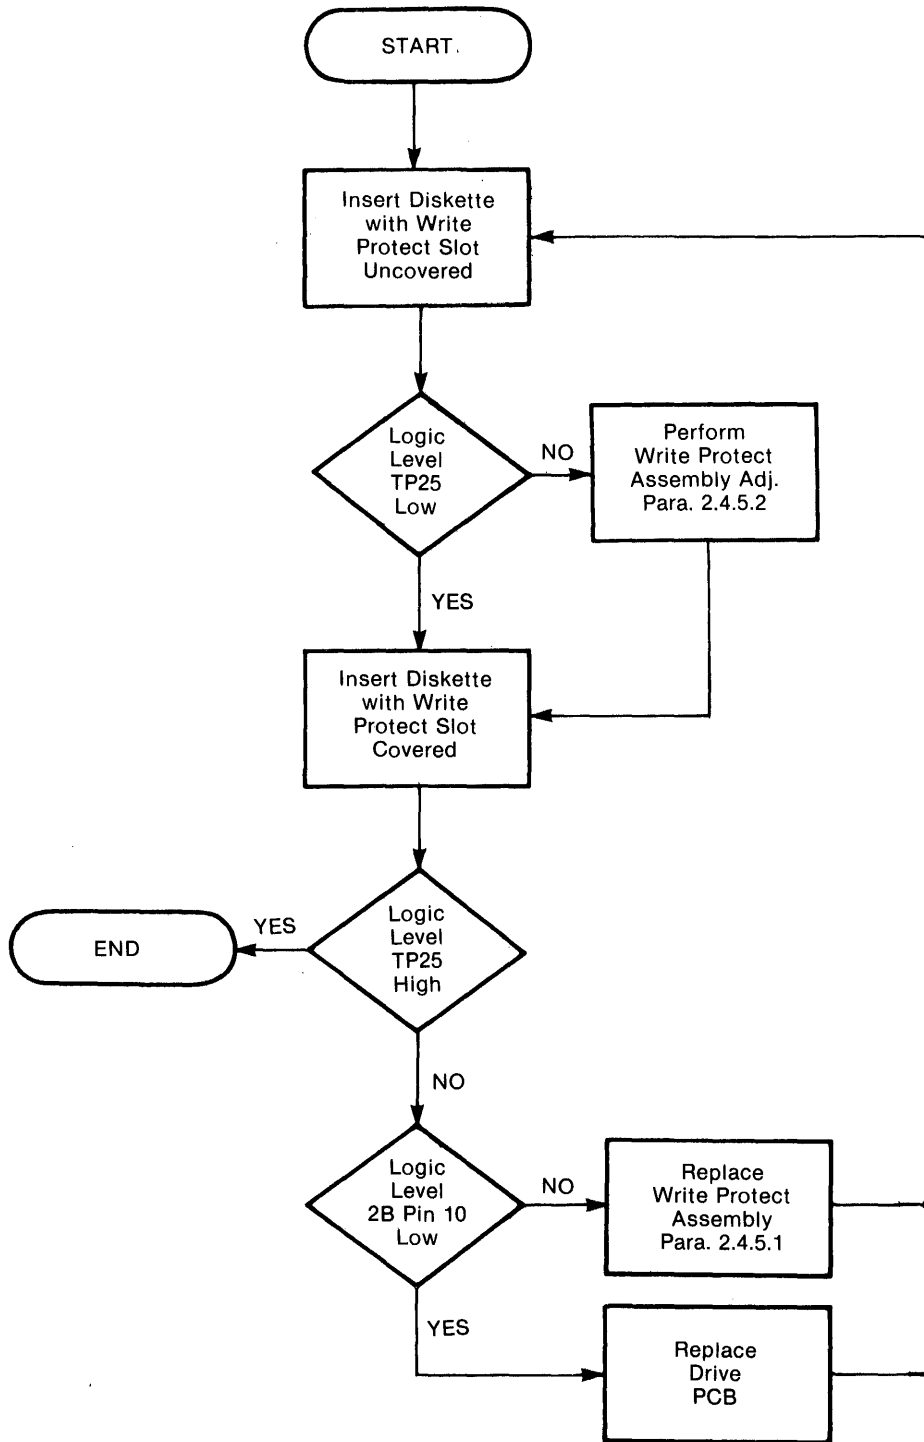 START
Insert Diskette
with Write
Protect Slot
Uncovered
Logic
Level
TP25
Low
NO
Perform
Write Protect
Assembly Adj.
Para. 2.4.5.2
YES
Insert Diskette
with Write
Protect Slot
Covered
Logic
Level
TP25
High
YES
END
NO
Logic
Level
2B Pin 10
Low
NO
Replace
Write Protect
Assembly
Para. 2.4.5.1
YES
Replace
Drive
PCB